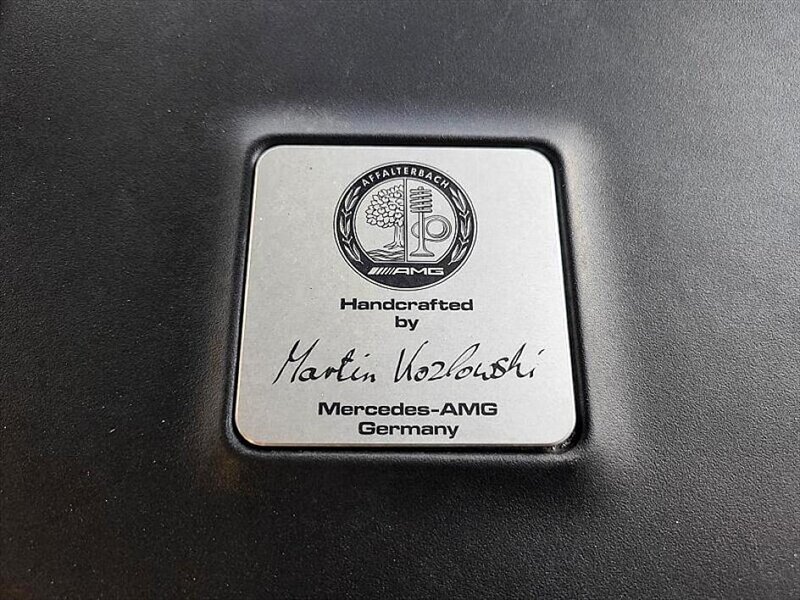 AFFALTERBACH
AMG
Handcrafted
by
Martin Kozlowski
Mercedes-AMG
Germany